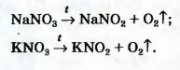 NaNO₃ →ᵗ NaNO₂ + O₂↑;
KNO₃ →ᵗ KNO₂ + O₂↑.